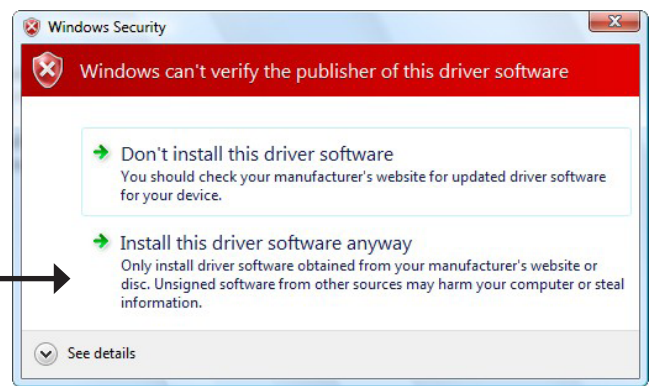 Windows Security
Windows can't verify the publisher of this driver software
Don't install this driver software
You should check your manufacturer's website for updated driver software
for your device.
Install this driver software anyway
Only install driver software obtained from your manufacturer's website or
disc. Unsigned software from other sources may harm your computer or steal
information.
See details